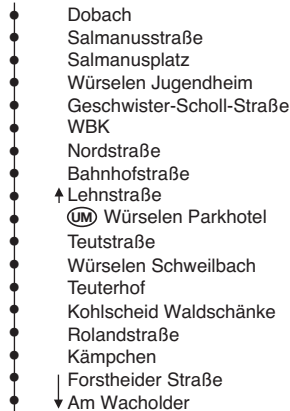 Dobach
Salmanusstraße
Salmanusplatz
Würselen Jugendheim
Geschwister-Scholl-Straße
WBK
Nordstraße
Bahnhofstraße
Lehnstraße
UM Würselen Parkhotel
Teutstraße
Würselen Schweilbach
Teuterhof
Kohlscheid Waldschänke
Rolandstraße
Kämpchen
Forstheider Straße
Am Wacholder